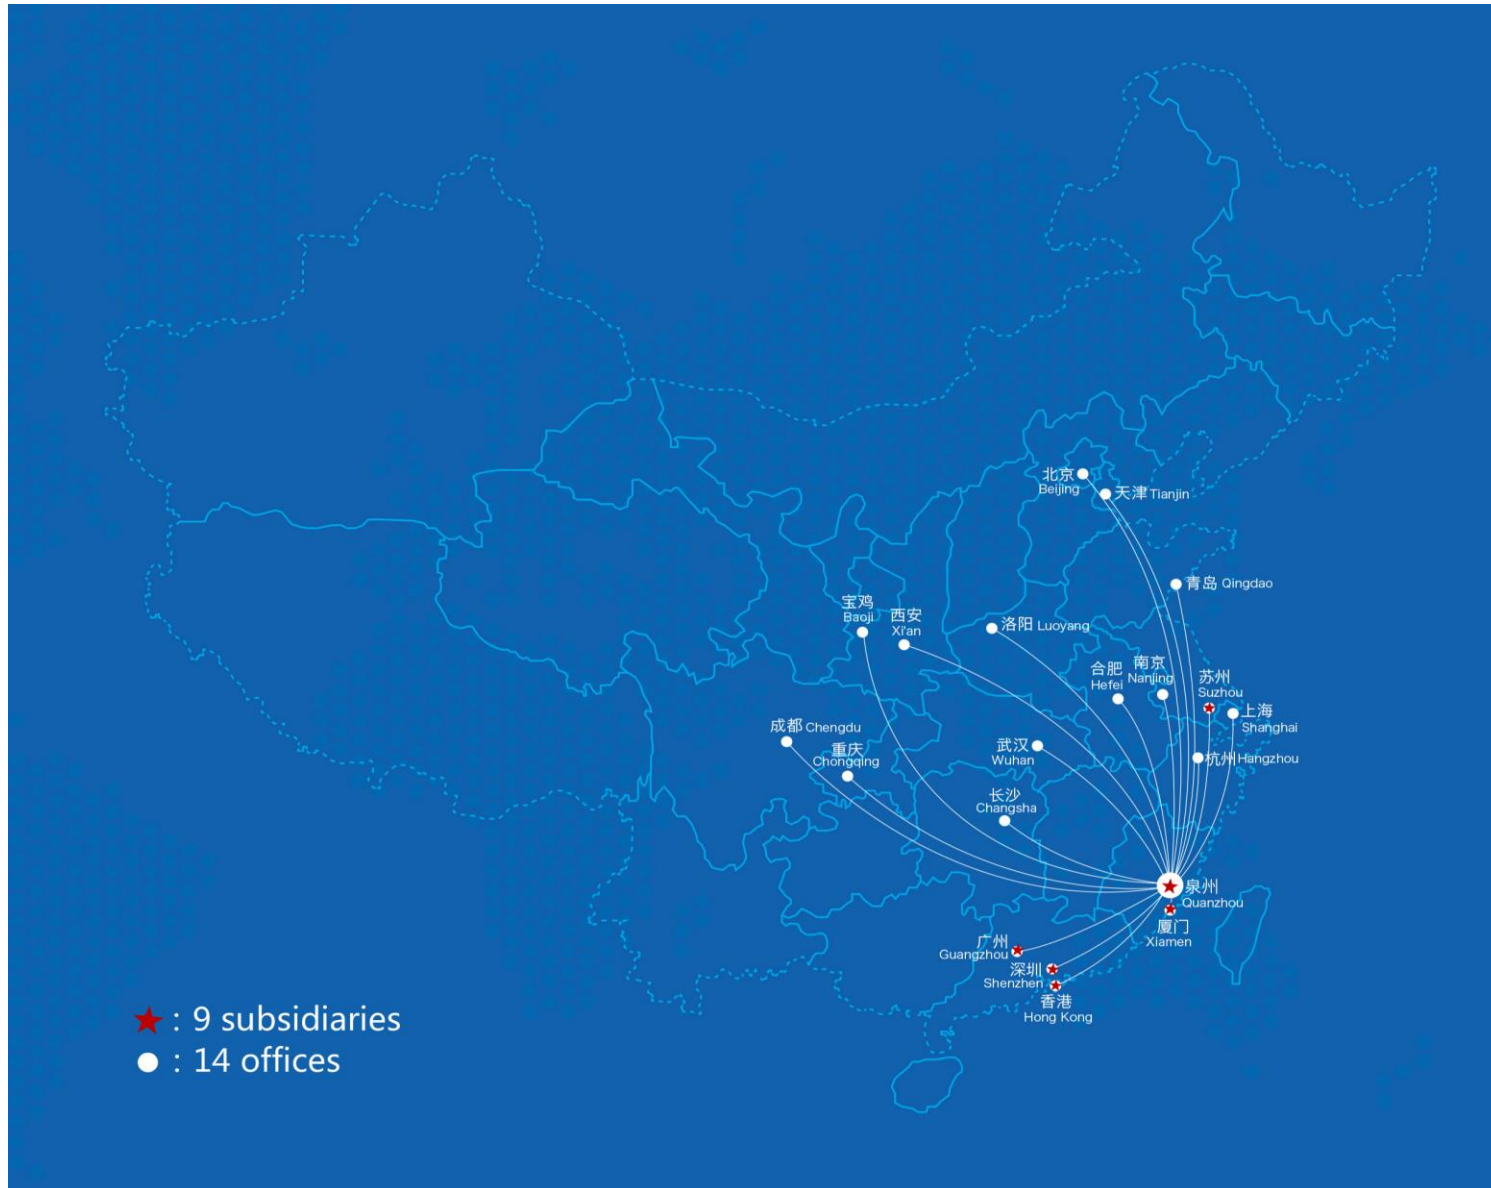 北京
Beijing
天津 Tianjin
青岛 Qingdao
宝鸡
Baoji
西安
Xi'an
洛阳 Luoyang
合肥
Hefei
南京
Nanjing
苏州
Suzhou
上海
Shanghai
成都 Chengdu
重庆
Chongqing
武汉
Wuhan
杭州 Hangzhou
长沙
Changsha
泉州
Quanzhou
厦门
Xiamen
广州
Guangzhou
深圳
Shenzhen
香港
Hong Kong
★ : 9 subsidiaries
● : 14 offices